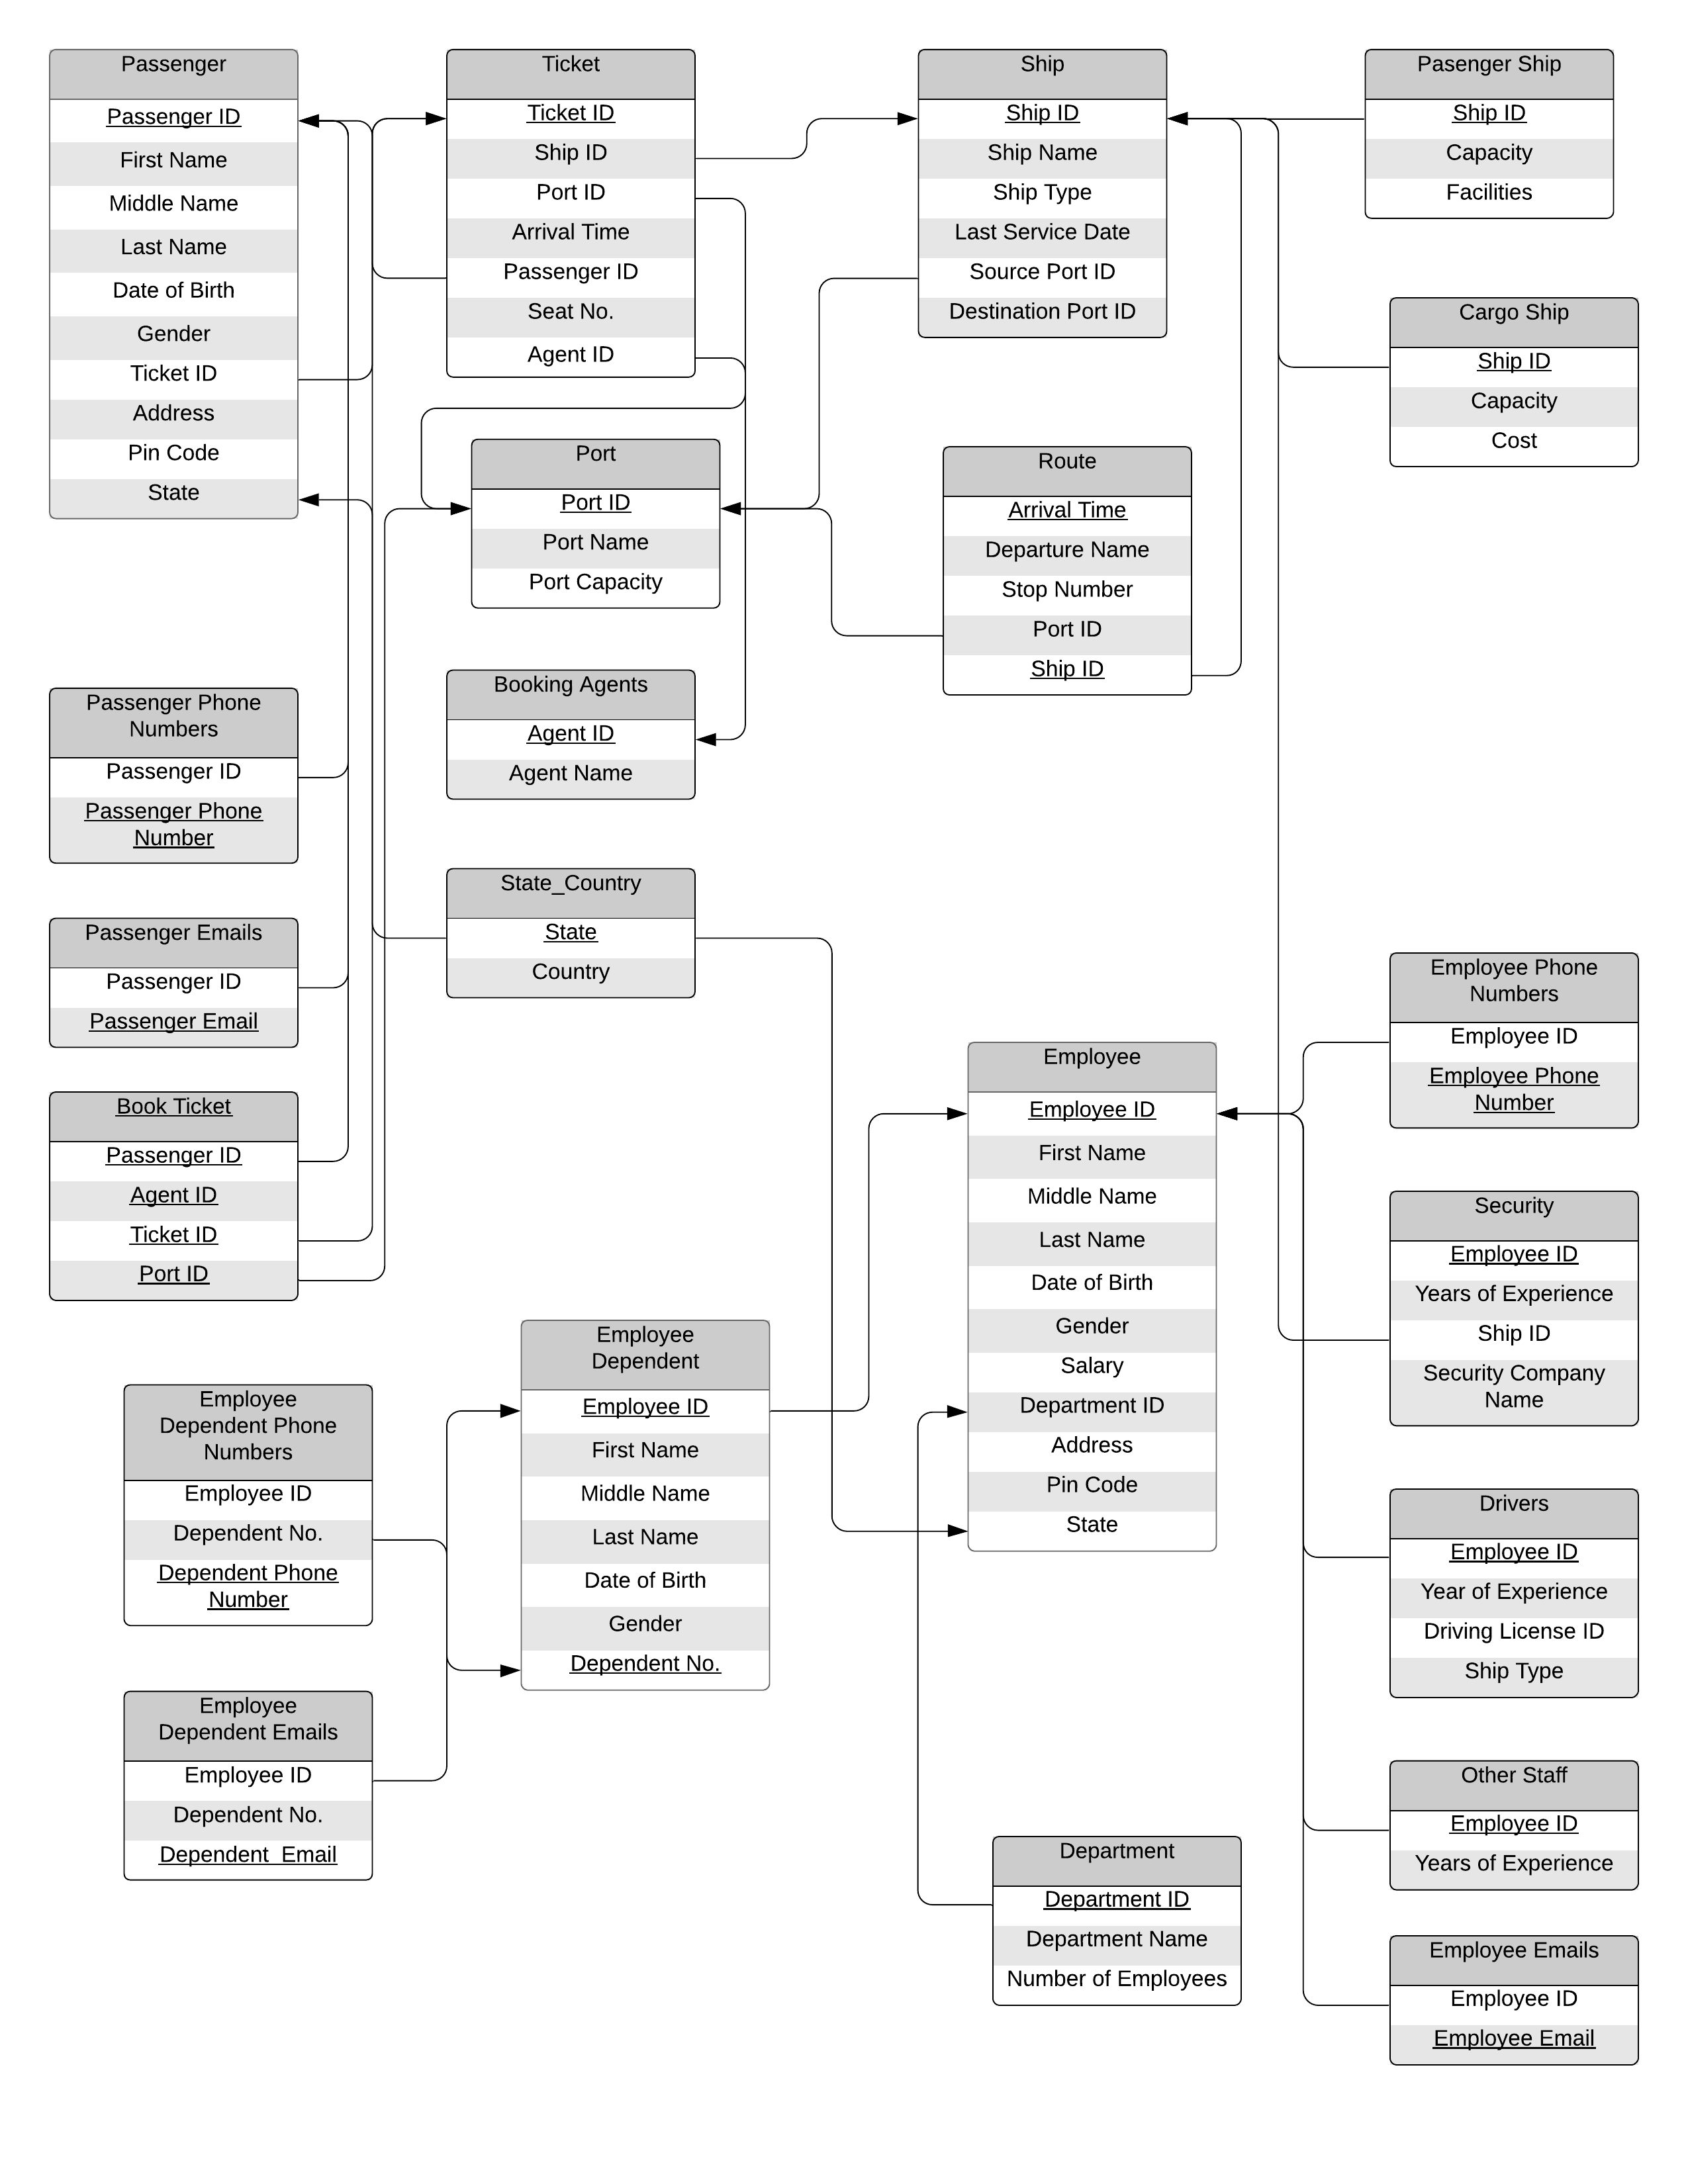 Passenger
Passenger ID
First Name
Middle Name
Last Name
Date of Birth
Gender
Ticket ID
Address
Pin Code
State
Ticket
Ticket ID
Ship ID
Port ID
Arrival Time
Passenger ID
Seat No.
Agent ID
Ship
Ship ID
Ship Name
Ship Type
Last Service Date
Source Port ID
Destination Port ID
Pasenger Ship
Ship ID
Capacity
Facilities
Cargo Ship
Ship ID
Capacity
Cost
Port
Port ID
Port Name
Port Capacity
Route
Arrival Time
Departure Name
Stop Number
Port ID
Ship ID
Booking Agents
Agent ID
Agent Name
Passenger Phone
Numbers
Passenger ID
Passenger Phone
Number
State_Country
State
Country
Passenger Emails
Passenger ID
Passenger Email
Book Ticket
Passenger ID
Agent ID
Ticket ID
Port ID
Employee
Employee ID
First Name
Middle Name
Last Name
Date of Birth
Gender
Salary
Department ID
Address
Pin Code
State
Employee Phone
Numbers
Employee ID
Employee Phone
Number
Security
Employee ID
Years of Experience
Ship ID
Security Company
Name
Employee
Dependent
Employee ID
First Name
Middle Name
Last Name
Date of Birth
Gender
Dependent No.
Employee
Dependent Phone
Numbers
Employee ID
Dependent No.
Dependent Phone
Number
Drivers
Employee ID
Year of Experience
Driving License ID
Ship Type
Employee
Dependent Emails
Employee ID
Dependent No.
Dependent  Email
Other Staff
Employee ID
Years of Experience
Department
Department ID
Department Name
Number of Employees
Employee Emails
Employee ID
Employee Email